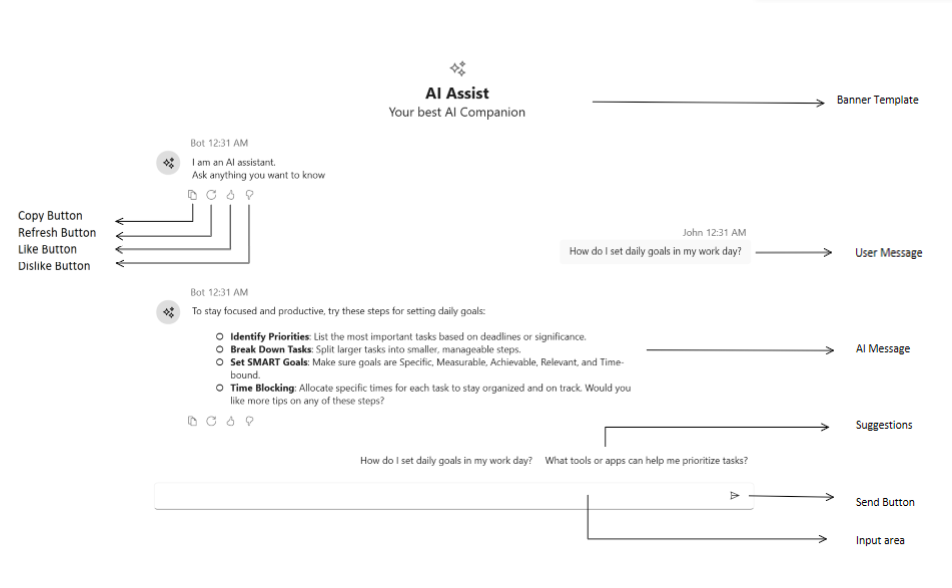 AI Assist
Banner Template
Your best AI Companion
Bot 12:31 AM
I am an AI assistant.
Ask anything you want to know
Copy Button
Refresh Button
Like Button
Dislike Button
John 12:31 AM
How do I set daily goals in my work day?
User Message
Bot 12:31 AM
To stay focused and productive, try these steps for setting daily goals:
Identify Priorities: List the most important tasks based on deadlines or significance.
Break Down Tasks: Split larger tasks into smaller, manageable steps.
AI Message
Set SMART Goals: Make sure goals are Specific, Measurable, Achievable, Relevant, and Time-
bound.
Time Blocking: Allocate specific times for each task to stay organized and on track. Would you
like more tips on any of these steps?
Suggestions
How do I set daily goals in my work day? What tools or apps can help me prioritize tasks?
Send Button
Input area